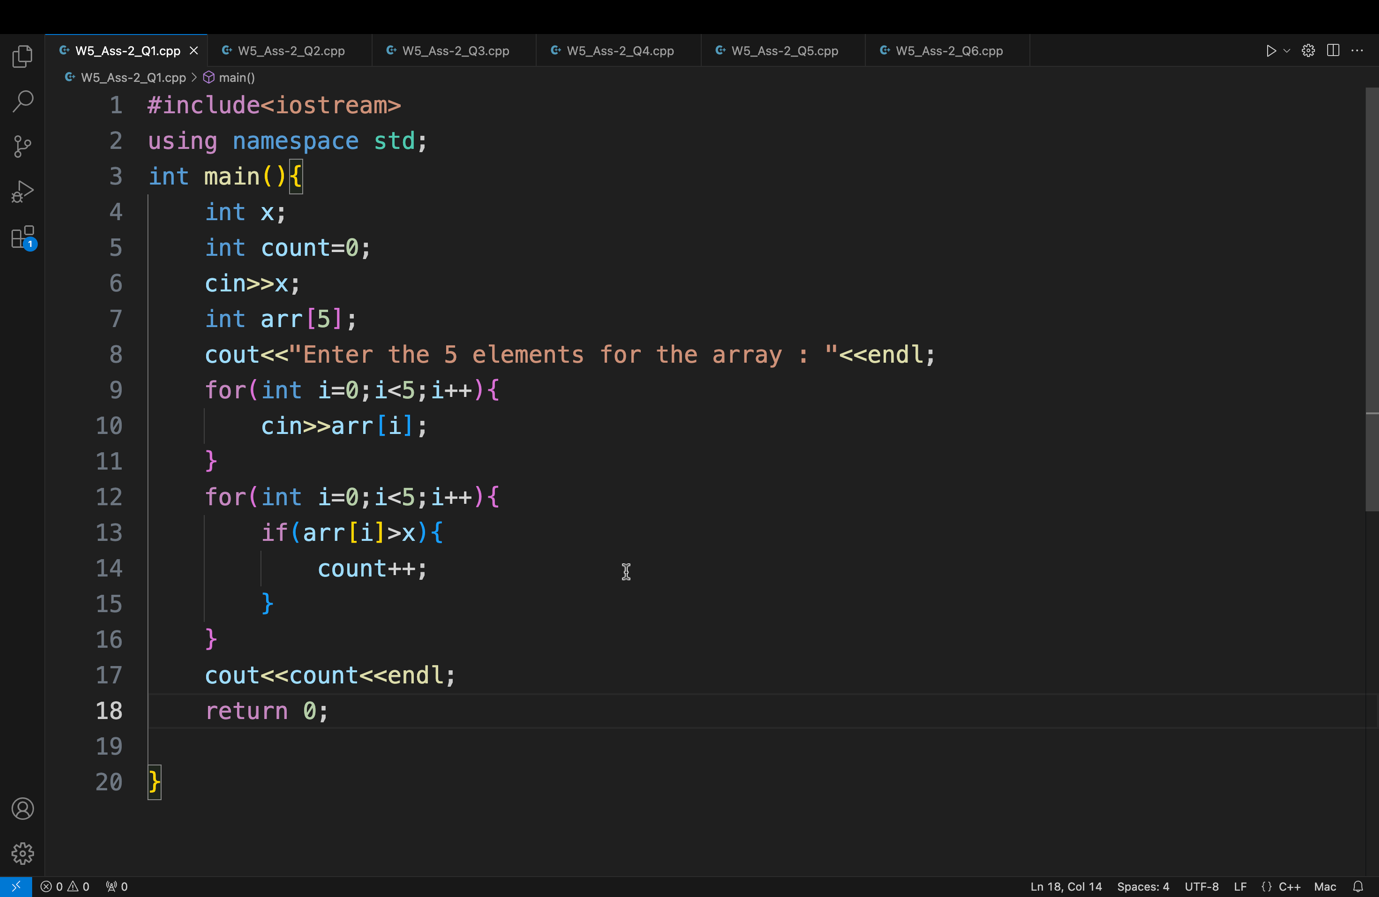 W5_Ass-2_Q1.cpp W5_Ass-2_Q2.cpp W5_Ass-2_Q3.cpp W5_Ass-2_Q4.cpp W5_Ass-2_Q5.cpp W5_Ass-2_Q6.cpp
W5_Ass-2_Q1.cpp > main()
1 #include<iostream>
2 using namespace std;
3 int main(){
4 int x;
5 int count=0;
6 cin>>x;
7 int arr[5];
8 cout<<"Enter the 5 elements for the array : "<<endl;
9 for(int i=0;i<5;i++){
10 cin>>arr[i];
11 }
12 for(int i=0;i<5;i++){
13 if(arr[i]>x){
14 count++;
15 }
16 }
17 cout<<count<<endl;
18 return 0;
19
20 }
1
0 0 0 Ln 18, Col 14 Spaces: 4 UTF-8 LF {} C++ Mac